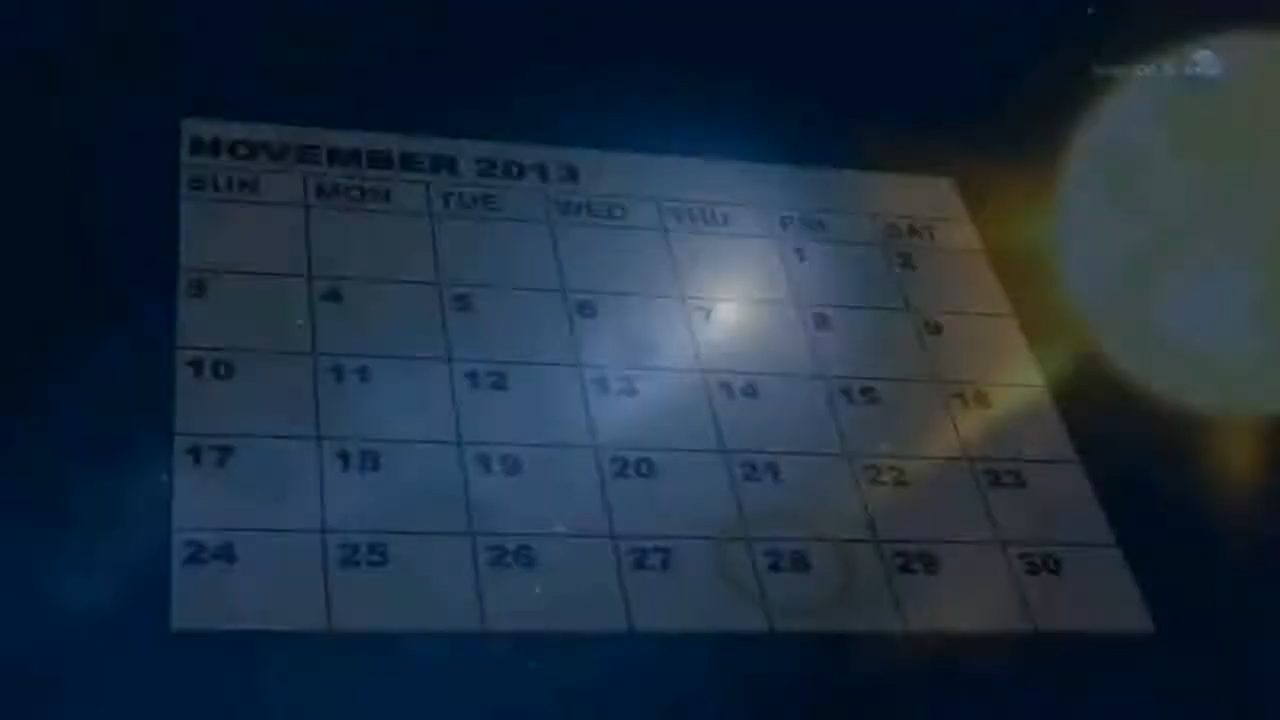 NOVEMBER 2013
SUN MON TUE WED THU FRI SAT
1 2
3 4 5 6 7 8 9
10 11 12 13 14 15 16
17 18 19 20 21 22 23
24 25 26 27 28 29 30